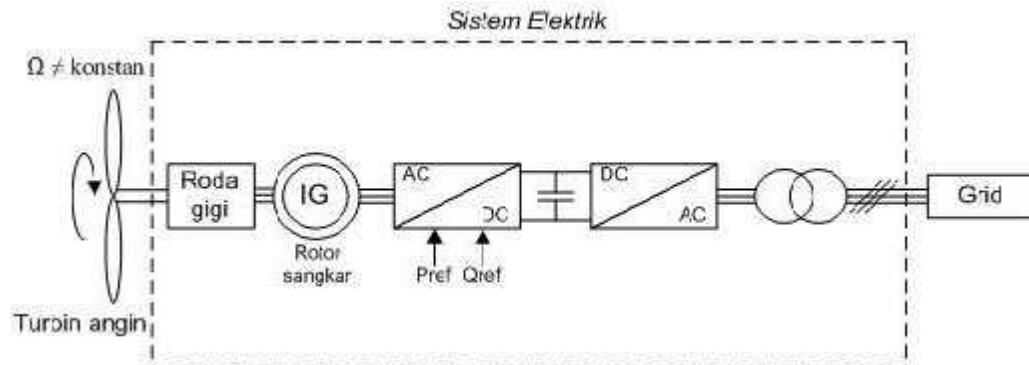 Sistem Elektrik
Ω ≠ konstan
Roda
gigi
IG
Rotor
sangkar
AC
DC
Pref Qref
DC
AC
Grid
Turbin angin